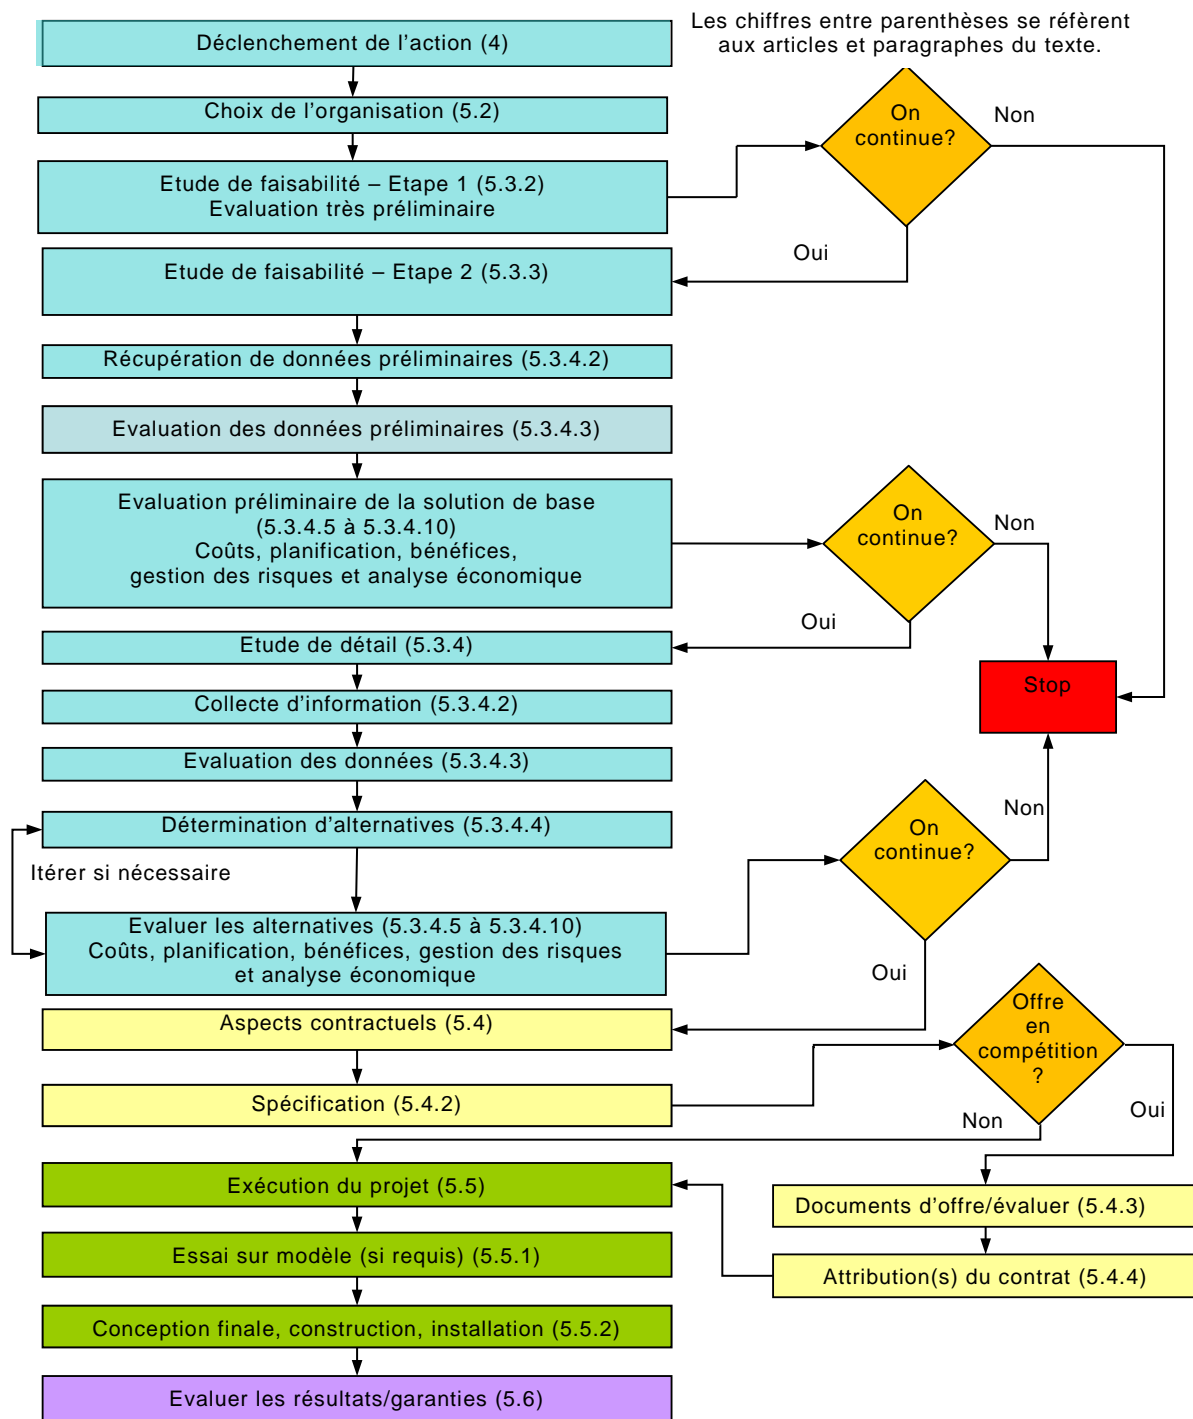 Déclenchement de l'action (4)
Les chiffres entre parenthèses se réfèrent
aux articles et paragraphes du texte.
Choix de l'organisation (5.2)
On
continue?
Non
Etude de faisabilité – Etape 1 (5.3.2)
Evaluation très préliminaire
Oui
Etude de faisabilité – Etape 2 (5.3.3)
Récupération de données préliminaires (5.3.4.2)
Evaluation des données préliminaires (5.3.4.3)
Evaluation préliminaire de la solution de base
(5.3.4.5 à 5.3.4.10)
Coûts, planification, bénéfices,
gestion des risques et analyse économique
On
continue?
Non
Oui
Etude de détail (5.3.4)
Stop
Collecte d'information (5.3.4.2)
Evaluation des données (5.3.4.3)
Détermination d'alternatives (5.3.4.4)
On
continue?
Non
Itérer si nécessaire
Evaluer les alternatives (5.3.4.5 à 5.3.4.10)
Coûts, planification, bénéfices, gestion des risques
et analyse économique
Oui
Aspects contractuels (5.4)
Offre
en
compétition
?
Spécification (5.4.2)
Non
Oui
Exécution du projet (5.5)
Documents d'offre/évaluer (5.4.3)
Essai sur modèle (si requis) (5.5.1)
Attribution(s) du contrat (5.4.4)
Conception finale, construction, installation (5.5.2)
Evaluer les résultats/garanties (5.6)